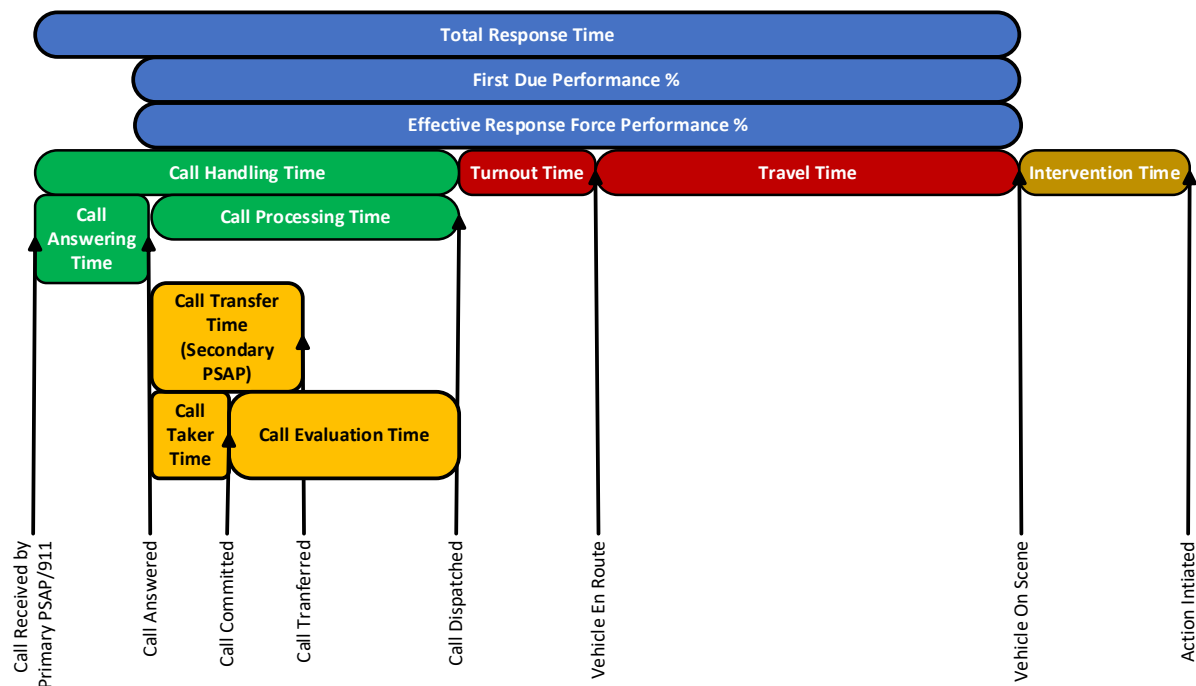 Total Response Time
First Due Performance %
Effective Response Force Performance %
Call Handling Time
Turnout Time
Travel Time
Intervention Time
Call
Answering
Time
Call Processing Time
Call Transfer
Time
(Secondary
PSAP)
Call
Taker
Time
Call Evaluation Time
Call Received by
Primary PSAP/911
Call Answered
Call Committed
Call Tranferred
Call Dispatched
Vehicle En Route
Vehicle On Scene
Action Intiated